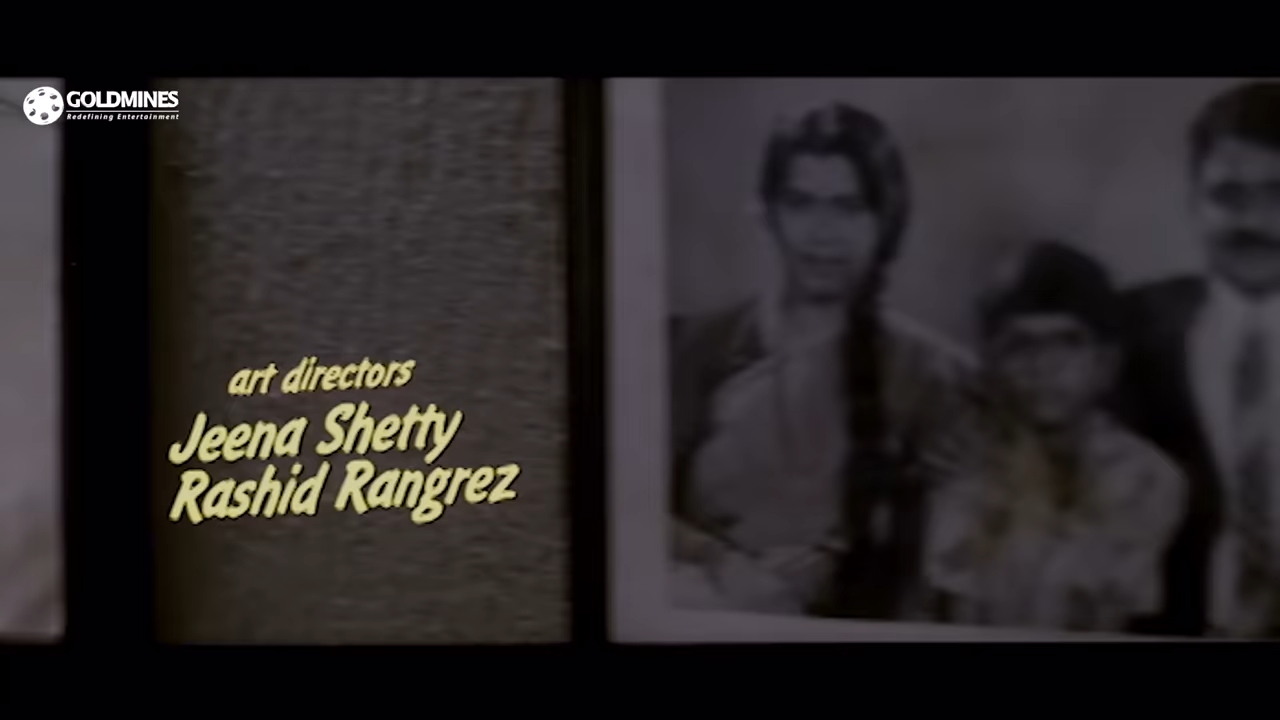 GOLDMINES
Redefining Entertainment
art directors
Jeena Shetty
Rashid Rangrez